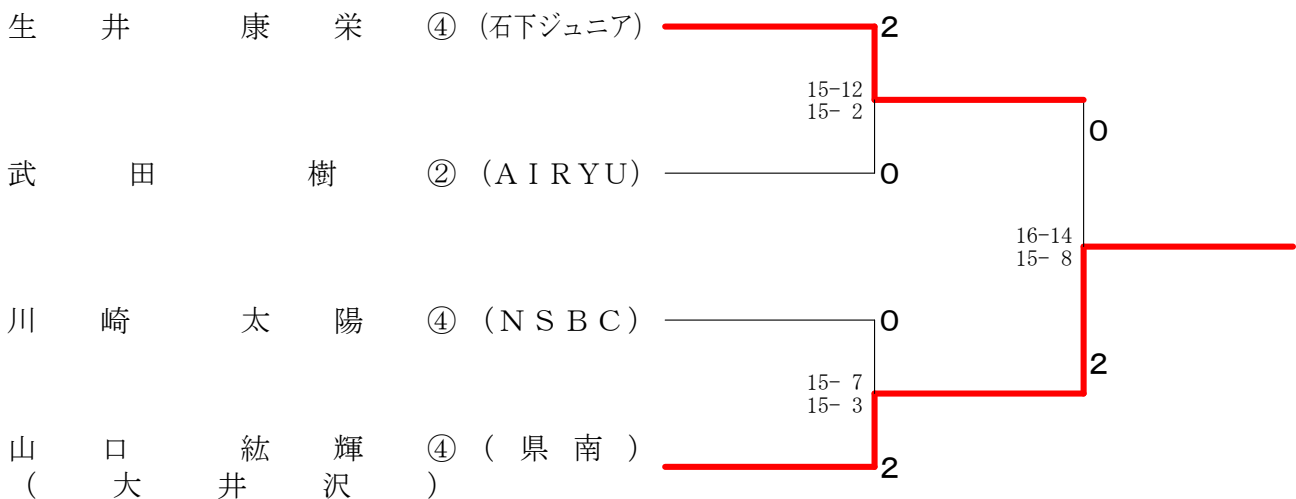 生井 康栄 ④ (石下ジュニア) 2
15-12
15- 2
0
武田 樹 ② (AIRYU) 0
16-14
15- 8
川崎 太陽 ④ (NSBC) 0
2
15- 7
15- 3
山口 紘輝 ④ (県南) 2
(大井沢)